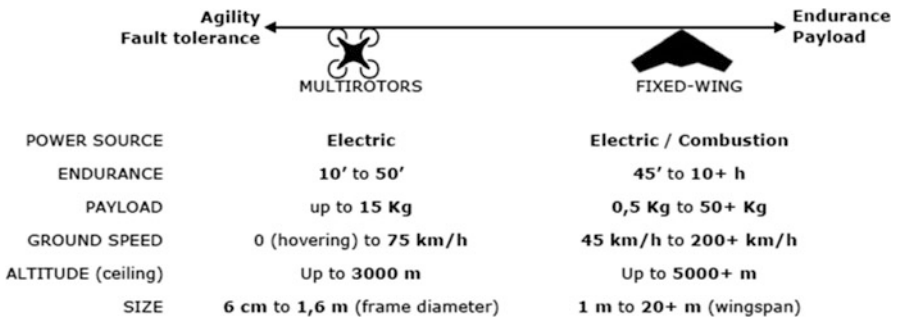 Agility
Fault tolerance
Endurance
Payload
MULTIROTORS FIXED-WING
POWER SOURCE Electric Electric / Combustion
ENDURANCE 10’ to 50’ 45’ to 10+ h
PAYLOAD up to 15 Kg 0,5 Kg to 50+ Kg
GROUND SPEED 0 (hovering) to 75 km/h 45 km/h to 200+ km/h
ALTITUDE (ceiling) Up to 3000 m Up to 5000+ m
SIZE 6 cm to 1,6 m (frame diameter) 1 m to 20+ m (wingspan)